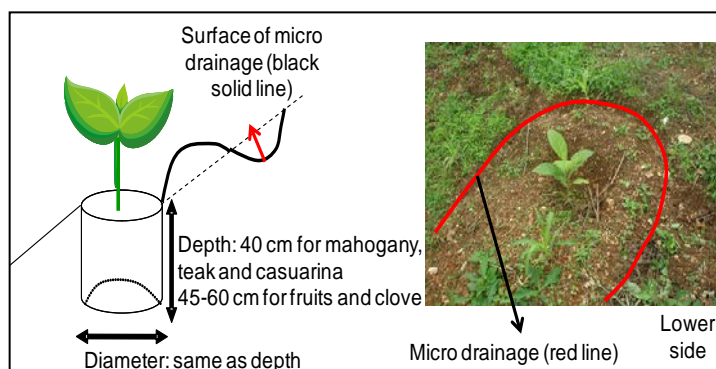 Surface of micro
drainage (black
solid line)
Depth: 40 cm for mahogany,
teak and casuarina
45-60 cm for fruits and clove
Diameter: same as depth
Lower
side
Micro drainage (red line)